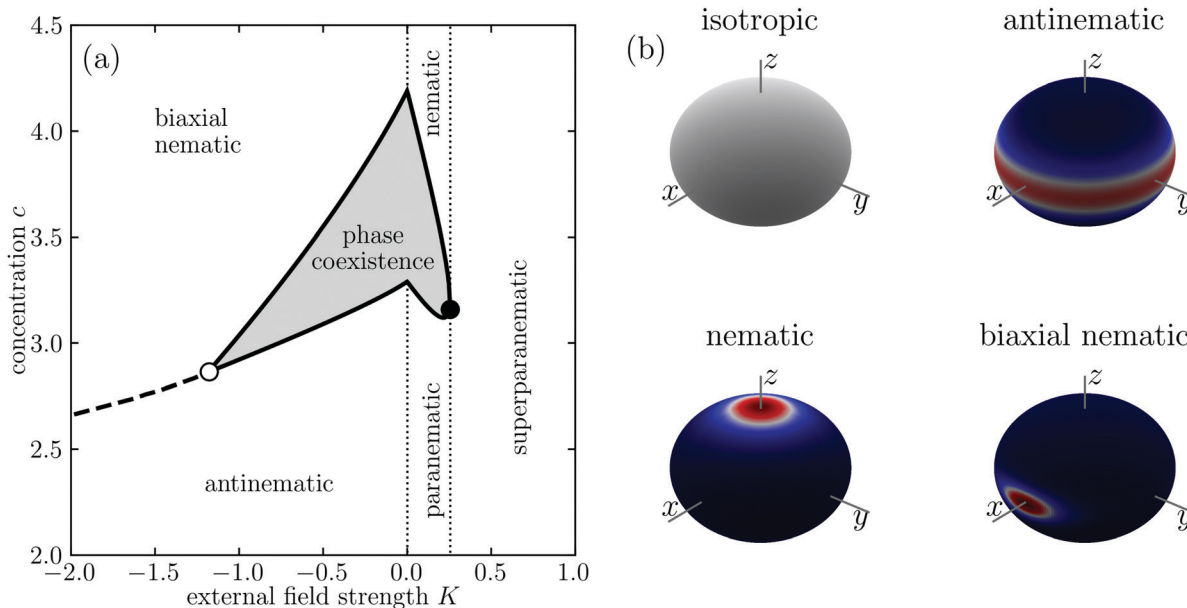 (a)
4.5
4.0
3.5
3.0
2.5
2.0
concentration c
biaxial
nematic
nematic
phase
coexistence
superparanematic
paranematic
antinematic
−2.0 −1.5 −1.0 −0.5 0.0 0.5 1.0
external field strength K
(b)
isotropic
z
x
y
antinematic
z
x
y
nematic
z
x
y
biaxial nematic
z
x
y